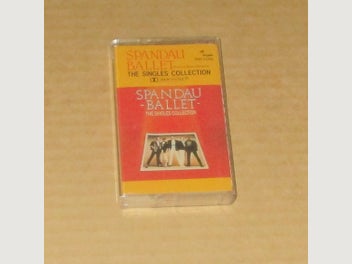 SPANDAU
BALLET
THE SINGLES COLLECTION
SPANDAU
-BALLET-
THE SINGLES COLLECTION